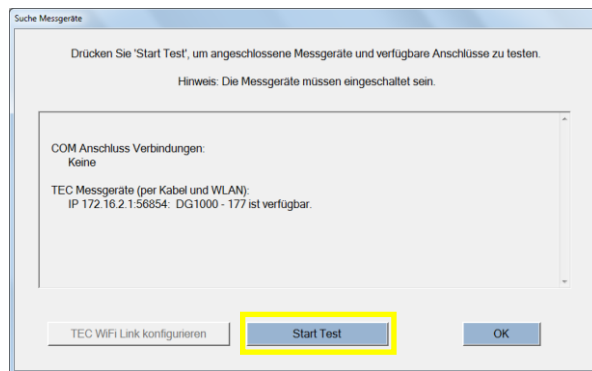 Suche Messgeräte
Drücken Sie 'Start Test', um angeschlossene Messgeräte und verfügbare Anschlüsse zu testen.
Hinweis: Die Messgeräte müssen eingeschaltet sein.
COM Anschluss Verbindungen:
Keine
TEC Messgeräte (per Kabel und WLAN):
IP 172.16.2.1:56854: DG1000 - 177 ist verfügbar.
TEC WiFi Link konfigurieren
Start Test
OK